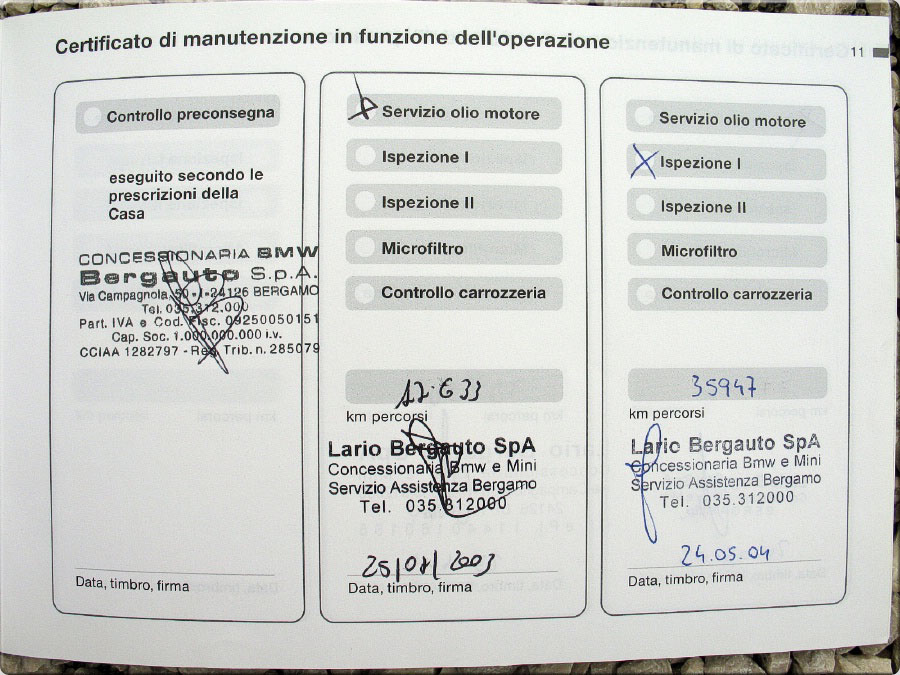 Certificato di manutenzione in funzione dell'operazione
11
Controllo preconsegna
eseguito secondo le
prescrizioni della
Casa
CONCESSIONARIA BMW
Bergauto S.p.A.
Via Campagnola, 50 - I-24126 BERGAMO
Tel. 035.312.000
Part. IVA e Cod. Fisc. 09250050151
Cap. Soc. 1.000.000.000 i.v.
CCIAA 1282797 - Reg. Trib. n. 285079
Data, timbro, firma
Servizio olio motore
Ispezione I
Ispezione II
Microfiltro
Controllo carrozzeria
12.633
km percorsi
Lario Bergauto SpA
Concessionaria Bmw e Mini
Servizio Assistenza Bergamo
Tel. 035.312000
2003
Data, timbro, firma
Servizio olio motore
Ispezione I
Ispezione II
Microfiltro
Controllo carrozzeria
35947
km percorsi
Lario Bergauto SpA
Concessionaria Bmw e Mini
Servizio Assistenza Bergamo
Tel. 035.312000
24.05.04
Data, timbro, firma